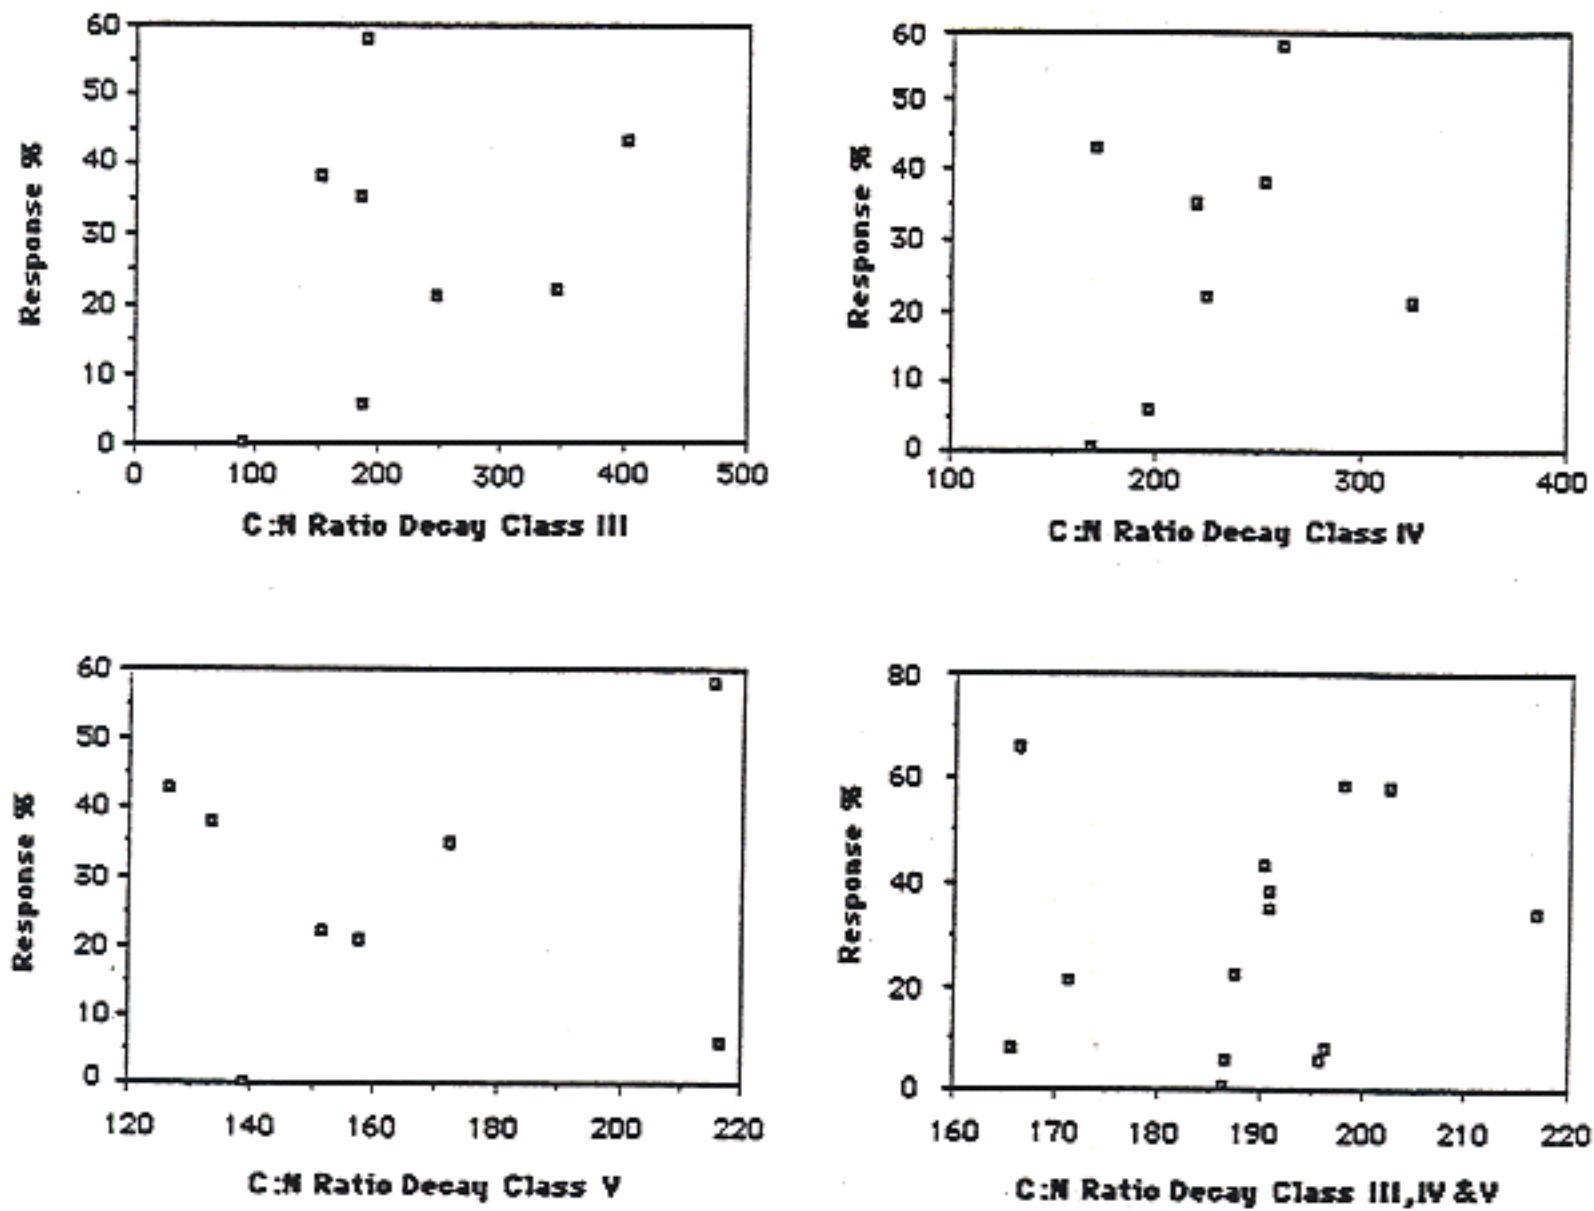 60
50
40
30
20
10
0
Response %
0 100 200 300 400 500
C:N Ratio Decay Class III
60
50
40
30
20
10
0
Response %
100 200 300 400
C:N Ratio Decay Class IV
60
50
40
30
20
10
0
Response %
120 140 160 180 200 220
C:N Ratio Decay Class V
80
60
40
20
0
Response %
160 170 180 190 200 210 220
C:N Ratio Decay Class III,IV &V